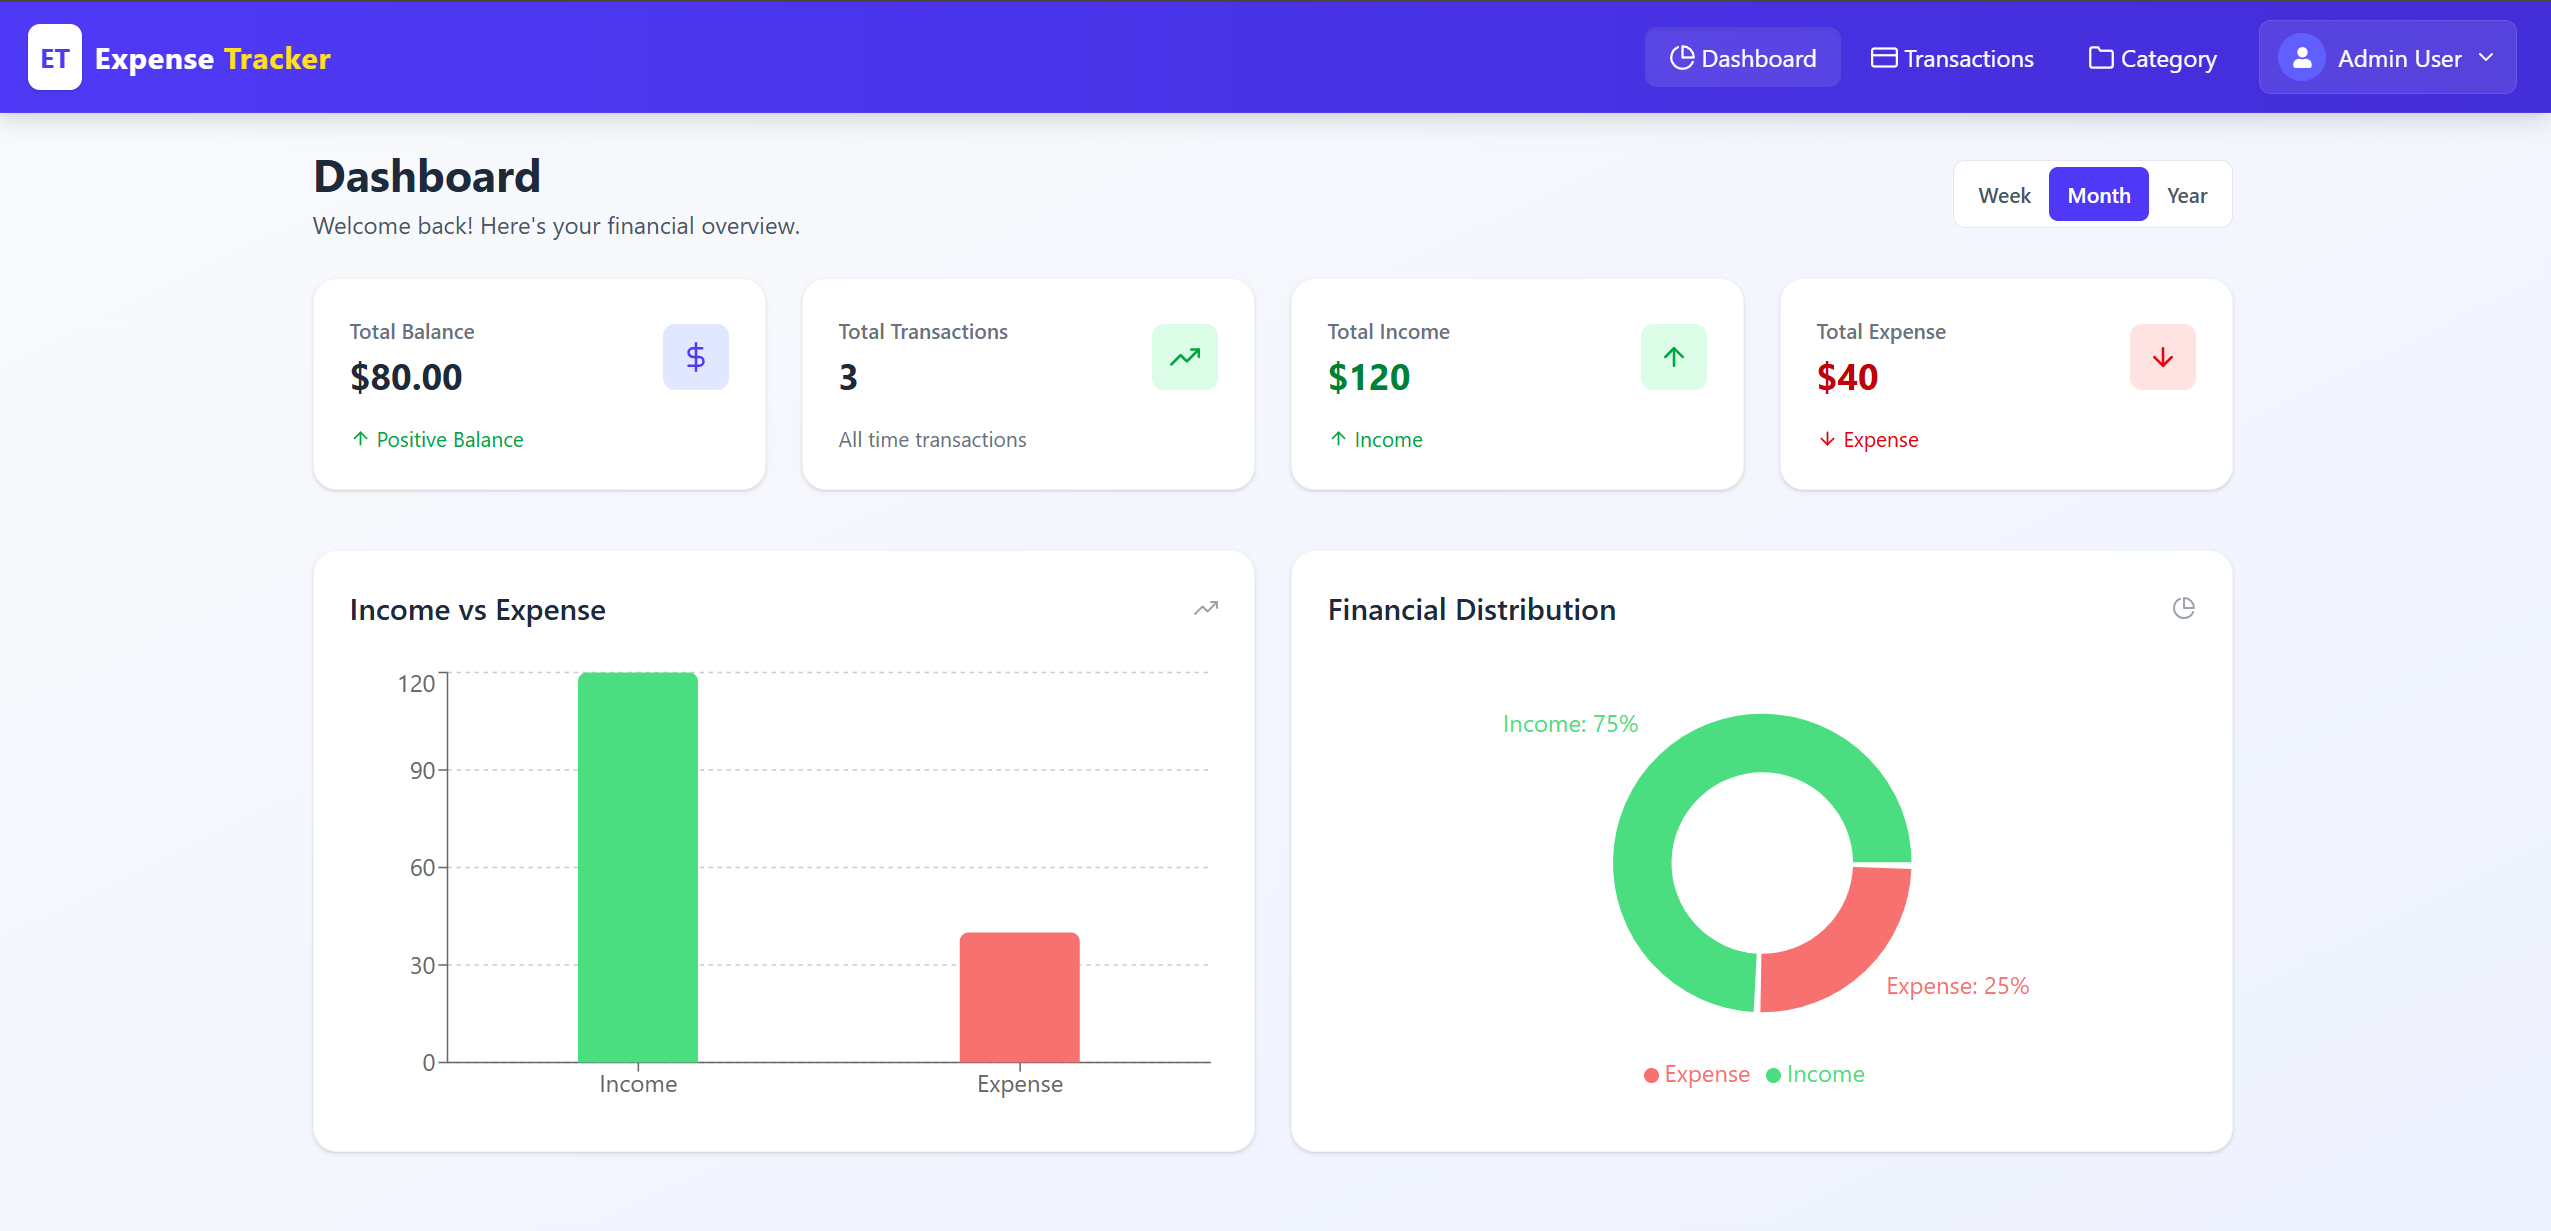 ET Expense Tracker
Dashboard Transactions Category Admin User
Dashboard
Welcome back! Here's your financial overview.
Week Month Year
Total Balance
$80.00
Positive Balance
Total Transactions
3
All time transactions
Total Income
$120
Income
Total Expense
$40
Expense
Income vs Expense
120
90
60
30
0
Income Expense
Financial Distribution
Income: 75%
Expense: 25%
Expense Income